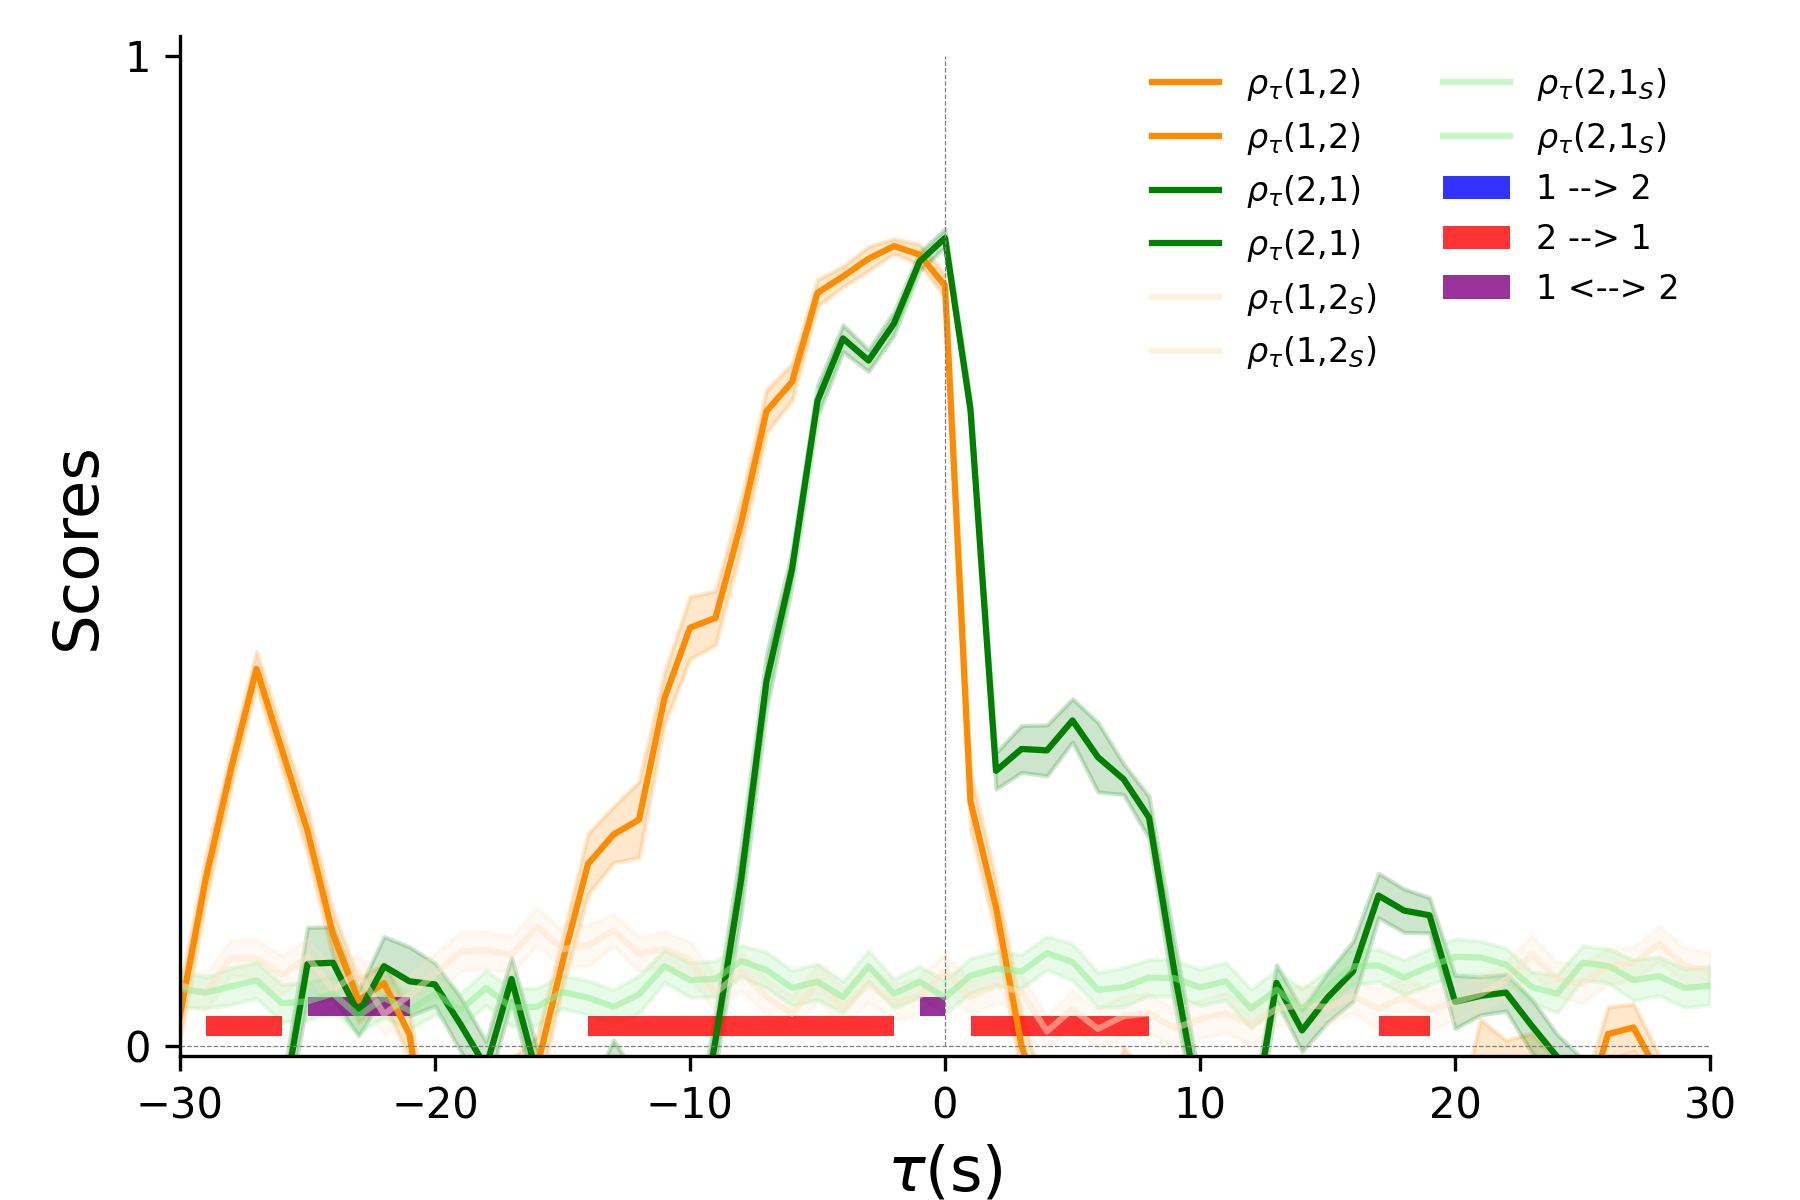 1
ρτ(1,2)
ρτ(1,2)
ρτ(2,1)
ρτ(2,1)
ρτ(1,2S)
ρτ(1,2S)
ρτ(2,1S)
ρτ(2,1S)
1 --> 2
2 --> 1
1 <--> 2
Scores
0
−30 −20 −10 0 10 20 30
τ(s)